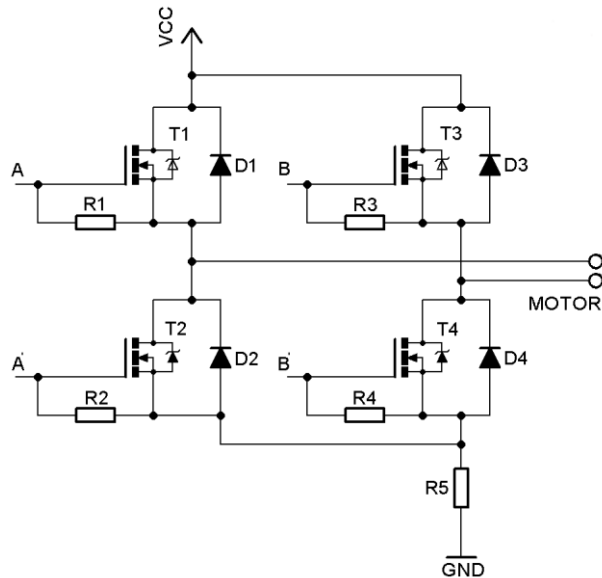 VCC
T1
T3
A
D1
B
D3
R1
R3
MOTOR
T2
T4
A'
D2
B'
D4
R2
R4
R5
GND